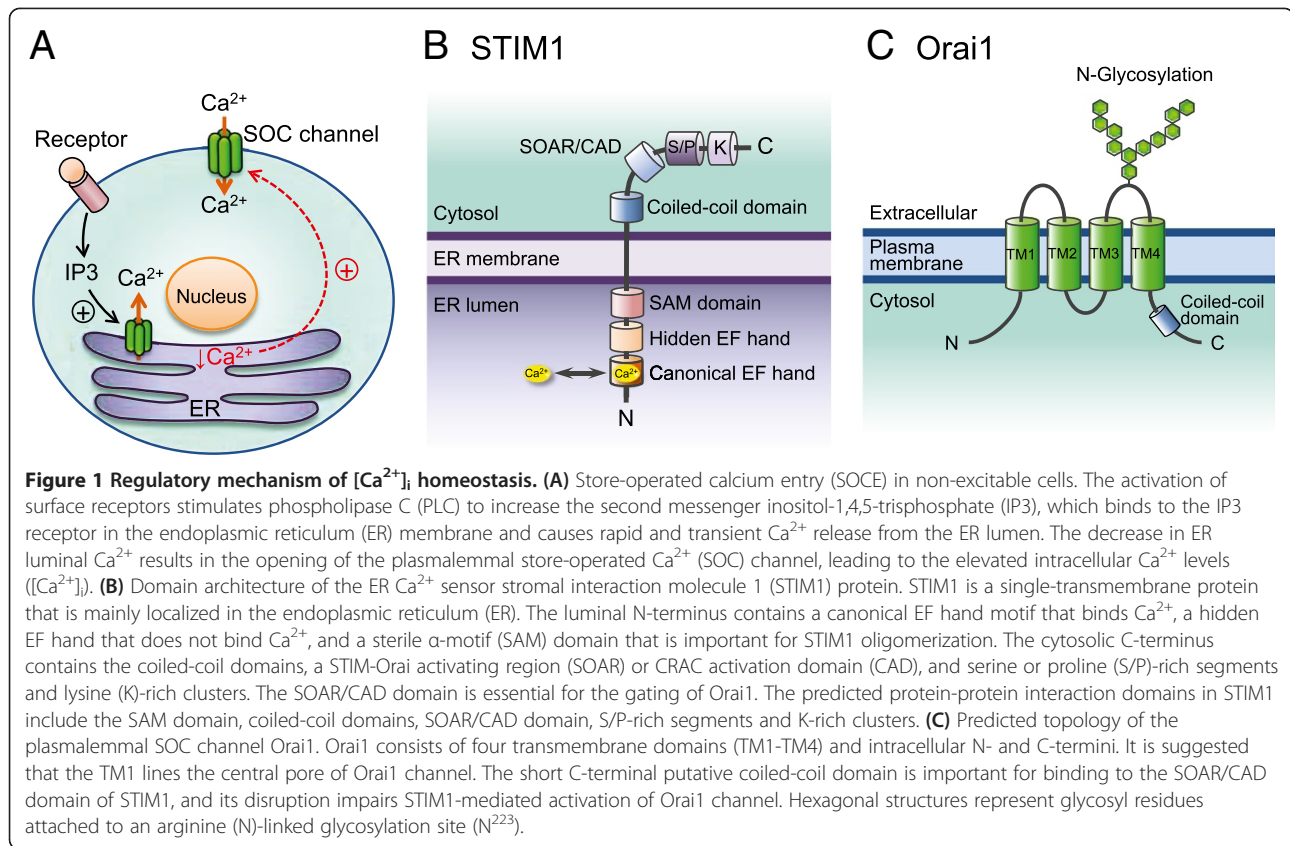 A
Ca²⁺
SOC channel
Receptor
Ca²⁺
IP3
Ca²⁺
Nucleus
↓Ca²⁺
ER
B STIM1
SOAR/CAD
S/P
K
C
Cytosol
Coiled-coil domain
ER membrane
ER lumen
SAM domain
Hidden EF hand
Ca²⁺
Ca²⁺
Canonical EF hand
N
C Orai1
N-Glycosylation
Extracellular
Plasma
membrane
TM1
TM2
TM3
TM4
Cytosol
Coiled-coil
domain
N
C
Figure 1 Regulatory mechanism of [Ca²⁺]ᵢ homeostasis. (A) Store-operated calcium entry (SOCE) in non-excitable cells. The activation of
surface receptors stimulates phospholipase C (PLC) to increase the second messenger inositol-1,4,5-trisphosphate (IP3), which binds to the IP3
receptor in the endoplasmic reticulum (ER) membrane and causes rapid and transient Ca²⁺ release from the ER lumen. The decrease in ER
luminal Ca²⁺ results in the opening of the plasmalemmal store-operated Ca²⁺ (SOC) channel, leading to the elevated intracellular Ca²⁺ levels
([Ca²⁺]ᵢ). (B) Domain architecture of the ER Ca²⁺ sensor stromal interaction molecule 1 (STIM1) protein. STIM1 is a single-transmembrane protein
that is mainly localized in the endoplasmic reticulum (ER). The luminal N-terminus contains a canonical EF hand motif that binds Ca²⁺, a hidden
EF hand that does not bind Ca²⁺, and a sterile α-motif (SAM) domain that is important for STIM1 oligomerization. The cytosolic C-terminus
contains the coiled-coil domains, a STIM-Orai activating region (SOAR) or CRAC activation domain (CAD), and serine or proline (S/P)-rich segments
and lysine (K)-rich clusters. The SOAR/CAD domain is essential for the gating of Orai1. The predicted protein-protein interaction domains in STIM1
include the SAM domain, coiled-coil domains, SOAR/CAD domain, S/P-rich segments and K-rich clusters. (C) Predicted topology of the
plasmalemmal SOC channel Orai1. Orai1 consists of four transmembrane domains (TM1-TM4) and intracellular N- and C-termini. It is suggested
that the TM1 lines the central pore of Orai1 channel. The short C-terminal putative coiled-coil domain is important for binding to the SOAR/CAD
domain of STIM1, and its disruption impairs STIM1-mediated activation of Orai1 channel. Hexagonal structures represent glycosyl residues
attached to an arginine (N)-linked glycosylation site (N²²³).